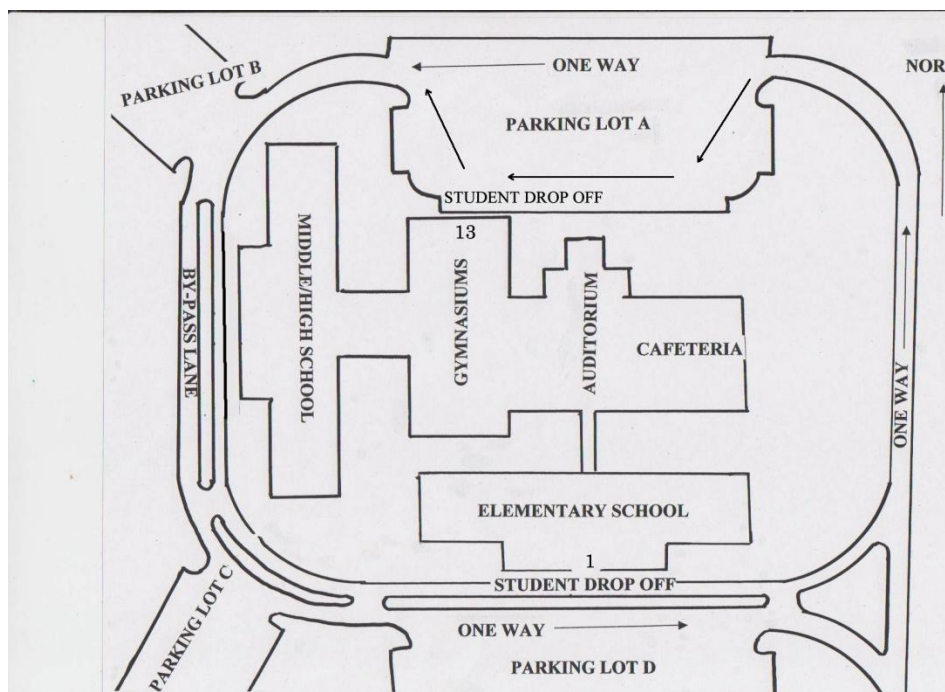 PARKING LOT B
ONE WAY
NOR
PARKING LOT A
STUDENT DROP OFF
13
MIDDLE/HIGH SCHOOL
GYMNASIUMS
AUDITORIUM
CAFETERIA
BY-PASS LANE
ONE WAY
ELEMENTARY SCHOOL
1
STUDENT DROP OFF
PARKING LOT C
ONE WAY
PARKING LOT D